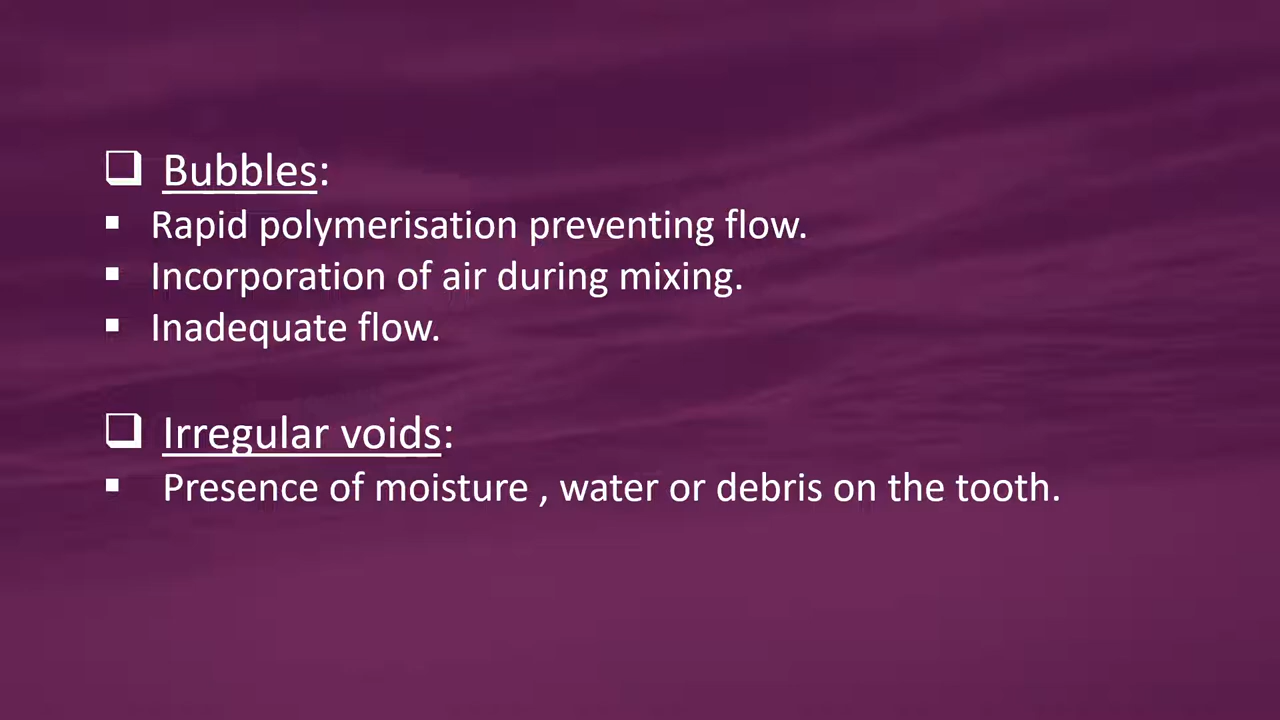 ❑ Bubbles:
▪ Rapid polymerisation preventing flow.
▪ Incorporation of air during mixing.
▪ Inadequate flow.
❑ Irregular voids:
▪ Presence of moisture , water or debris on the tooth.